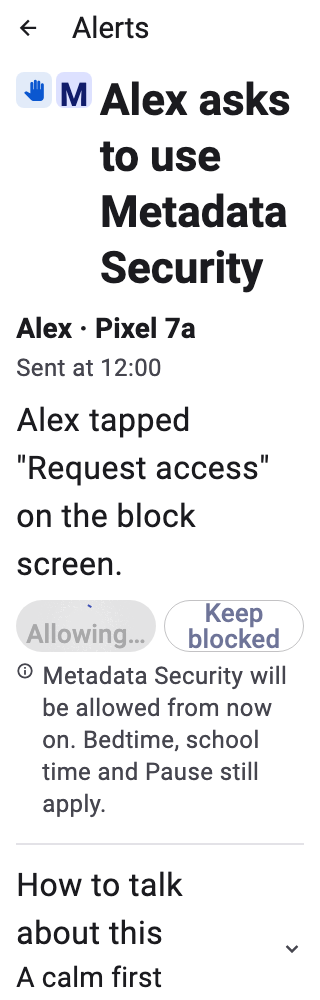 Alerts
M
Alex asks
to use
Metadata
Security
Alex · Pixel 7a
Sent at 12:00
Alex tapped
"Request access"
on the block
screen.
Allowing…
Keep
blocked
Metadata Security will
be allowed from now
on. Bedtime, school
time and Pause still
apply.
How to talk
about this
A calm first